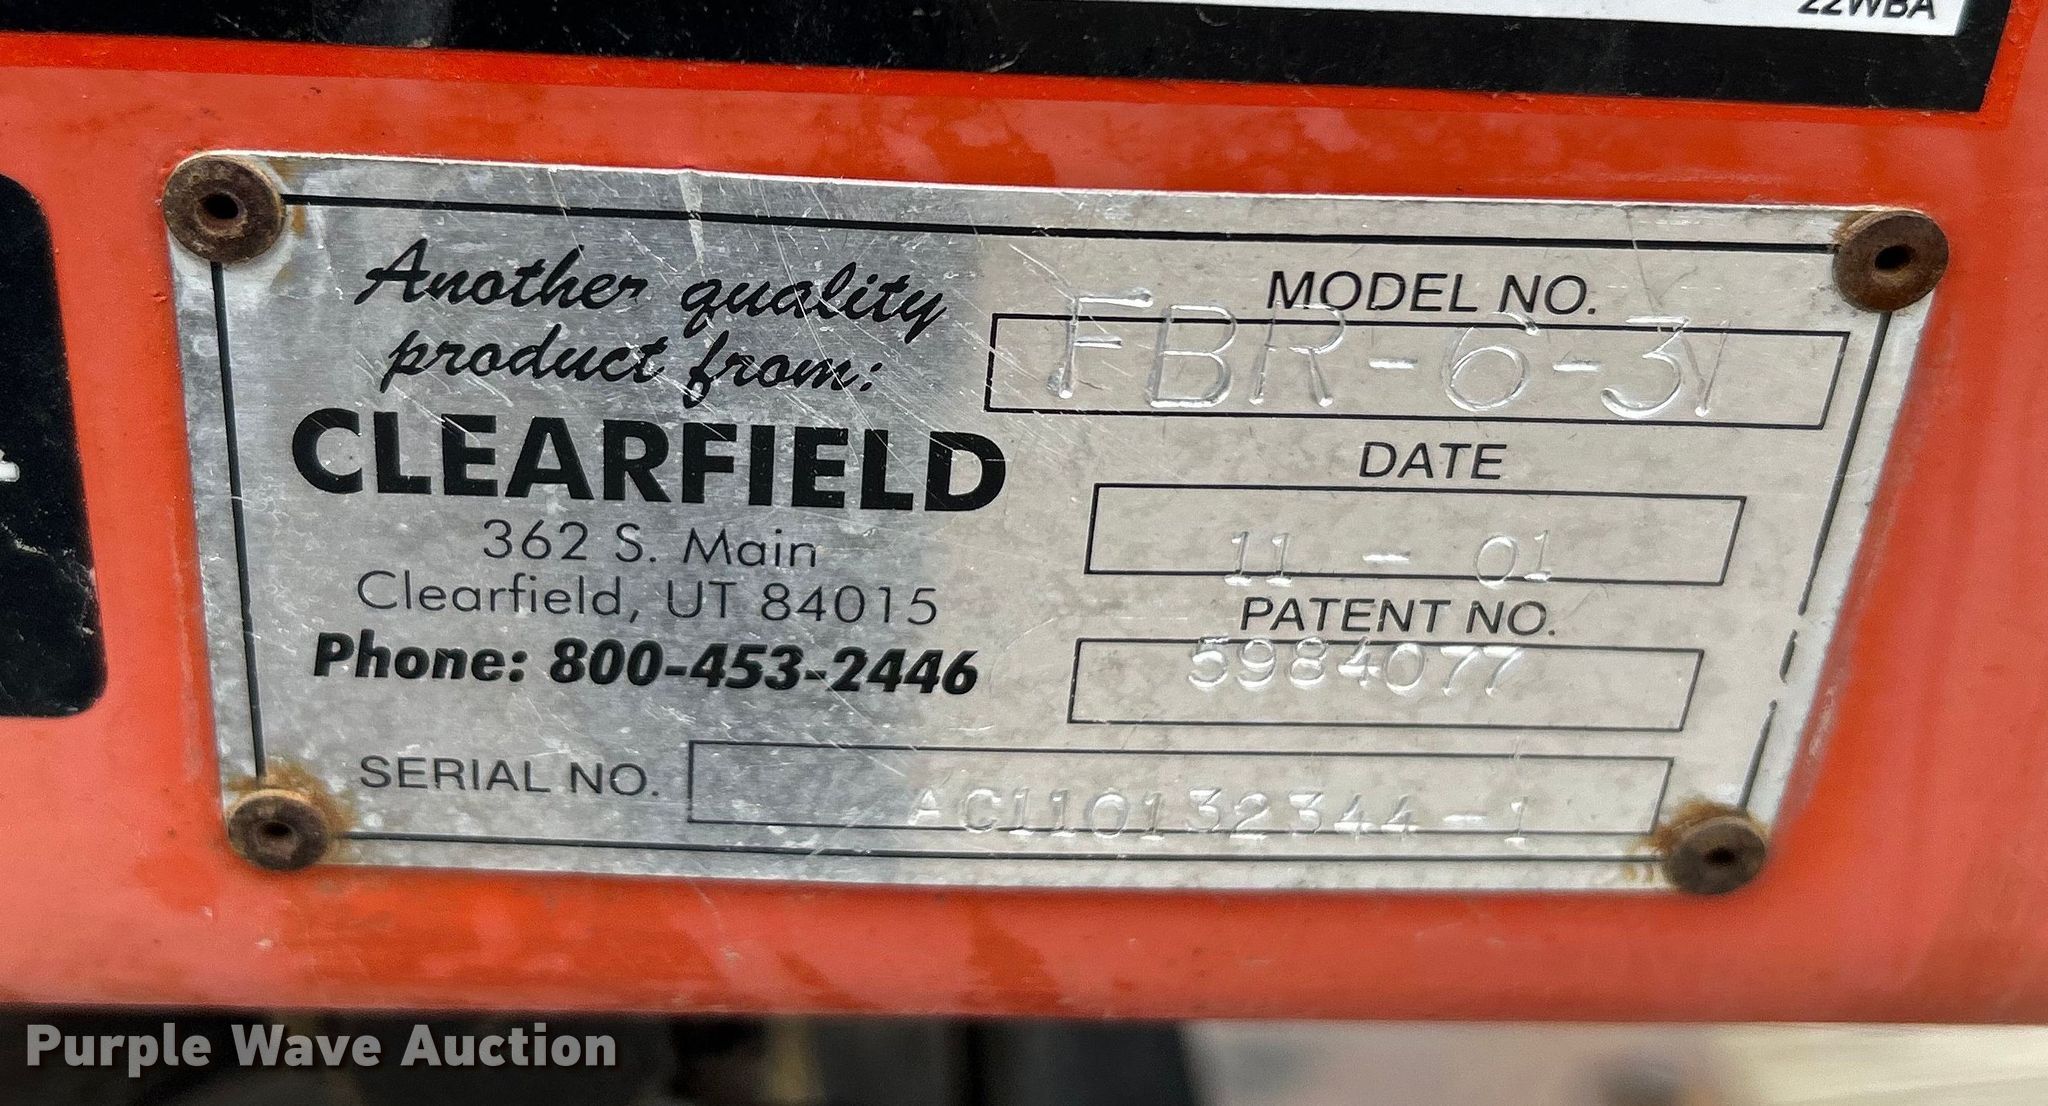 22WBA
Another quality
product from:
CLEARFIELD
362 S. Main
Clearfield, UT 84015
Phone: 800-453-2446
MODEL NO.
FBR-6-31
DATE
11 - 01
PATENT NO.
5984077
SERIAL NO. AC110132344-1
Purple Wave Auction